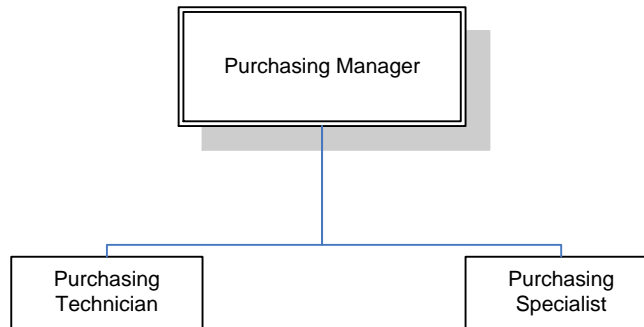 Purchasing Manager
Purchasing
Technician
Purchasing
Specialist